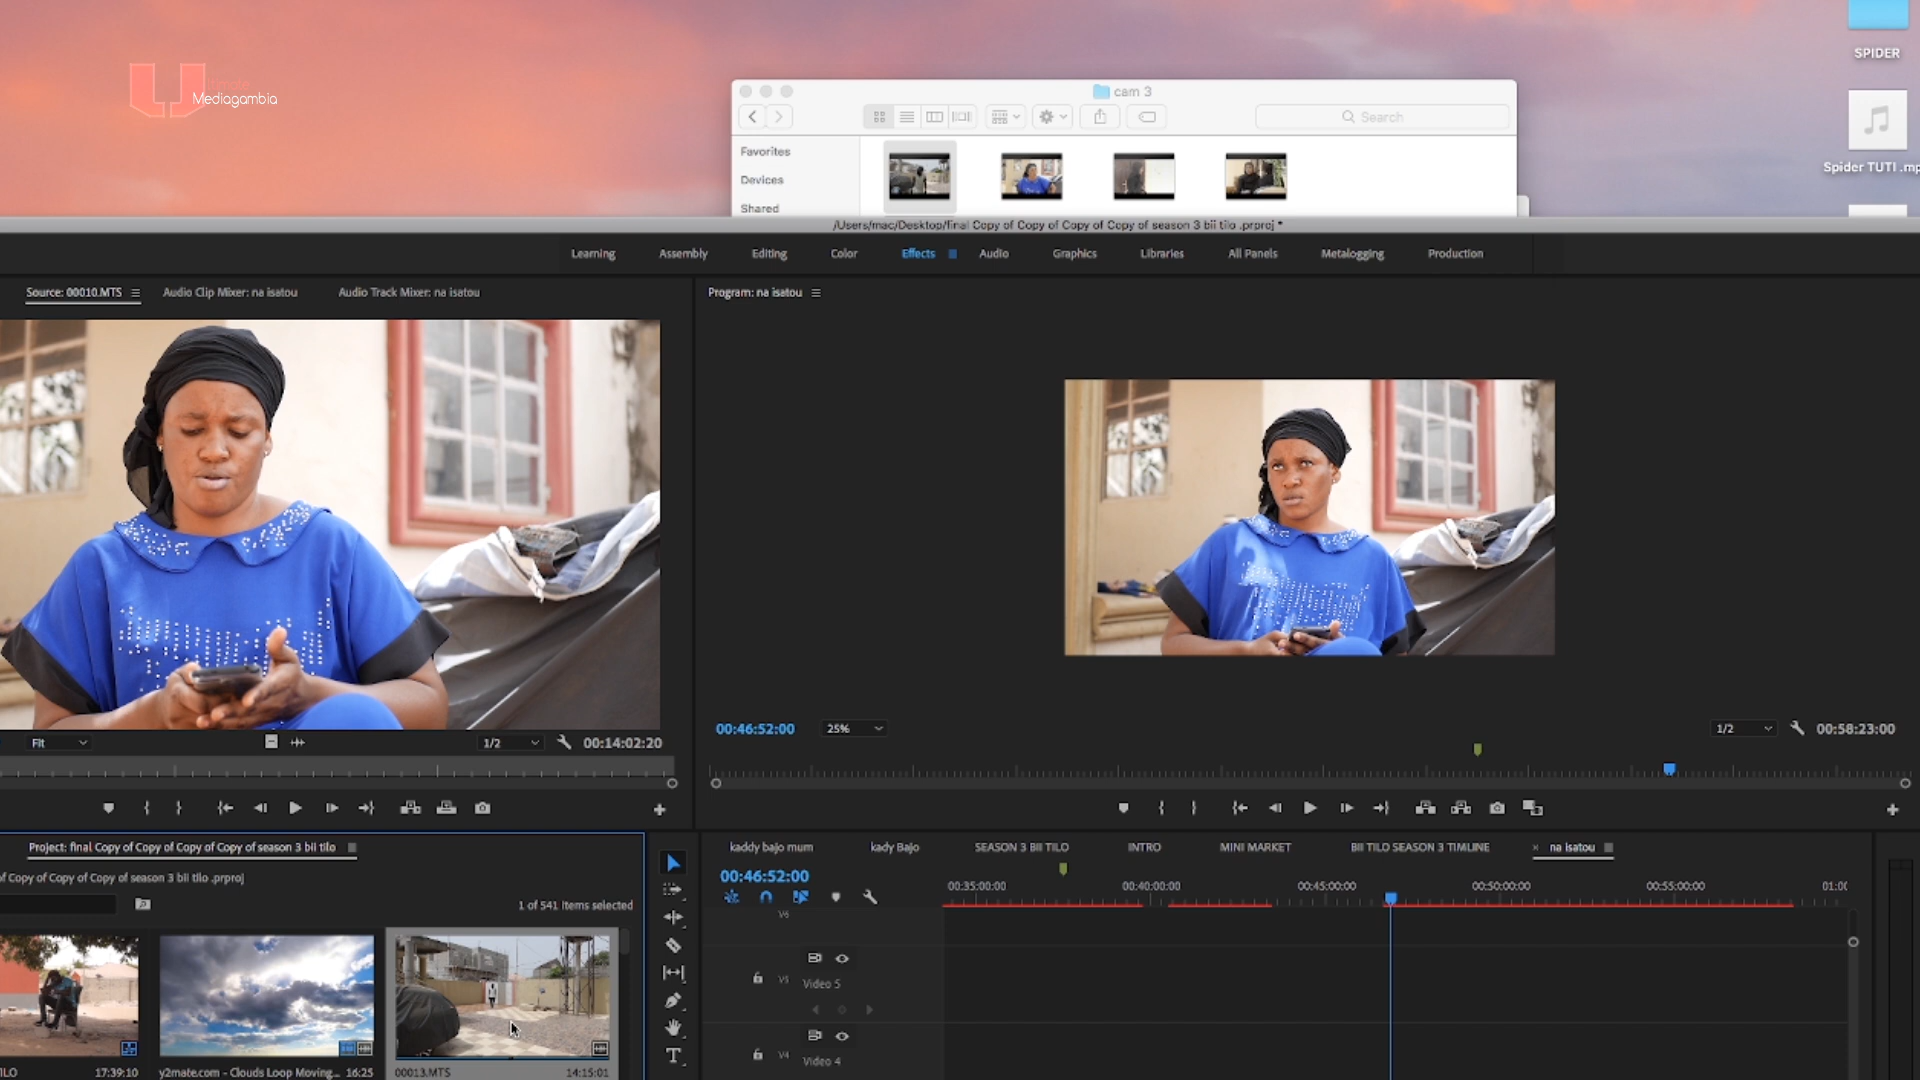 SPIDER
Ultimate
Mediagambia
cam 3
Search
Spider TUTI .mp
Favorites
Devices
Shared
/Users/mac/Desktop/final Copy of Copy of Copy of Copy of season 3 bii tilo .prproj *
Learning Assembly Editing Color Effects Audio Graphics Libraries All Panels Metalogging Production
Source: 00010.MTS Audio Clip Mixer: na isatou Audio Track Mixer: na isatou
Program: na isatou
00:46:52:00 25% 1/2 00:58:23:00
Fit 1/2 00:14:02:20
Project: final Copy of Copy of Copy of Copy of season 3 bii tilo
kaddy bajo mum kady Bajo SEASON 3 BII TILO INTRO MINI MARKET BII TILO SEASON 3 TIMLINE × na isatou
of Copy of Copy of Copy of season 3 bii tilo .prproj
00:46:52:00
00:35:00:00 00:40:00:00 00:45:00:00 00:50:00:00 00:55:00:00 01:0
1 of 541 items selected
V6
V5 Video 5
V4 Video 4
ILO 17:39:10 y2mate.com - Clouds Loop Moving... 16:25 00013.MTS 14:15:01